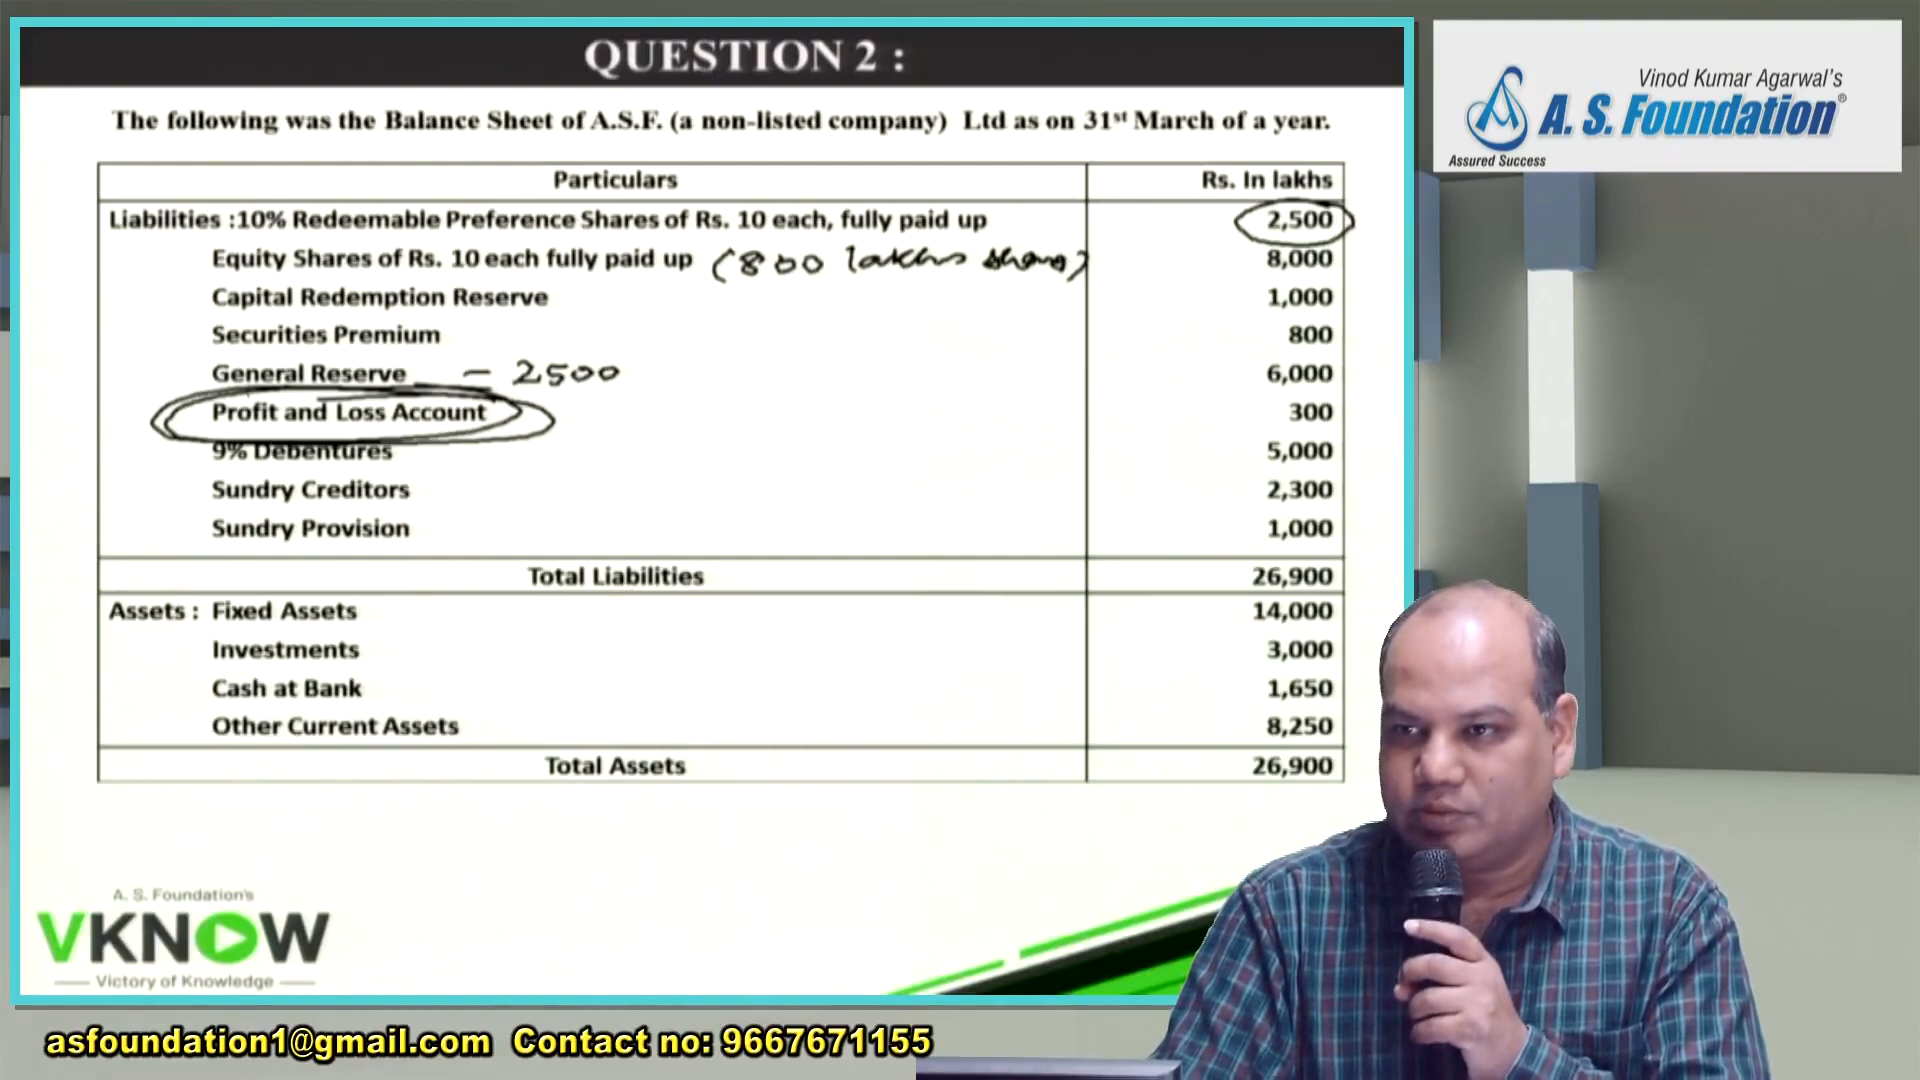 QUESTION 2 :
Vinod Kumar Agarwal's
A. S. Foundation®
Assured Success
The following was the Balance Sheet of A.S.F. (a non-listed company) Ltd as on 31st March of a year.
Particulars Rs. In lakhs
Liabilities :10% Redeemable Preference Shares of Rs. 10 each, fully paid up 2,500
Equity Shares of Rs. 10 each fully paid up (800 lakhs shares) 8,000
Capital Redemption Reserve 1,000
Securities Premium 800
General Reserve – 2500 6,000
Profit and Loss Account 300
9% Debentures 5,000
Sundry Creditors 2,300
Sundry Provision 1,000
Total Liabilities 26,900
Assets : Fixed Assets 14,000
Investments 3,000
Cash at Bank 1,650
Other Current Assets 8,250
Total Assets 26,900
A. S. Foundation's
VKNOW
Victory of Knowledge
asfoundation1@gmail.com Contact no: 9667671155